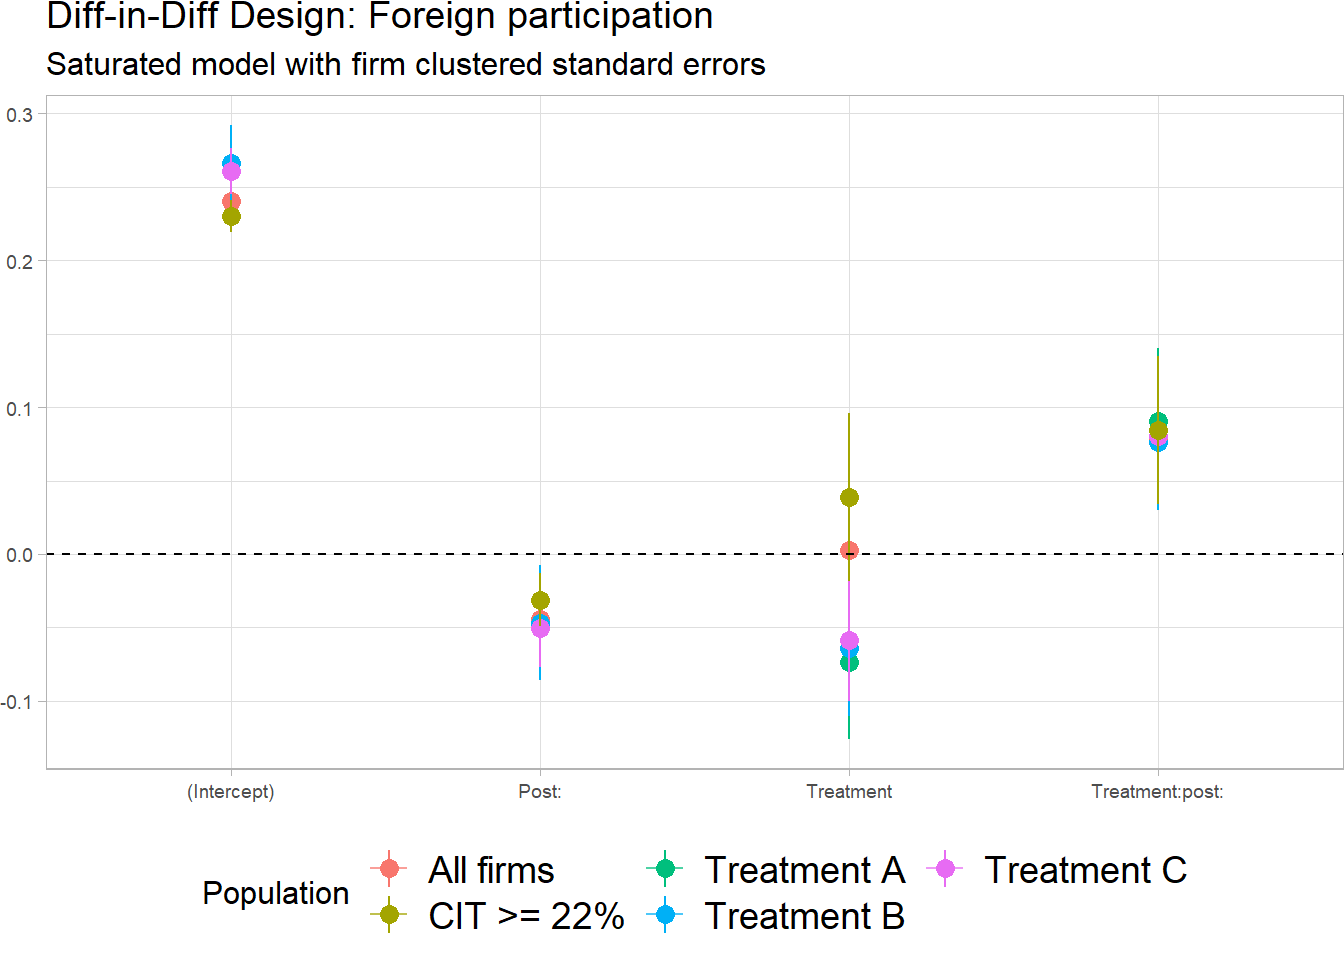 Diff-in-Diff Design: Foreign participation
Saturated model with firm clustered standard errors
0.3
0.2
0.1
0.0
-0.1
(Intercept)
Post:
Treatment
Treatment:post:
Population
All firms
CIT >= 22%
Treatment A
Treatment B
Treatment C